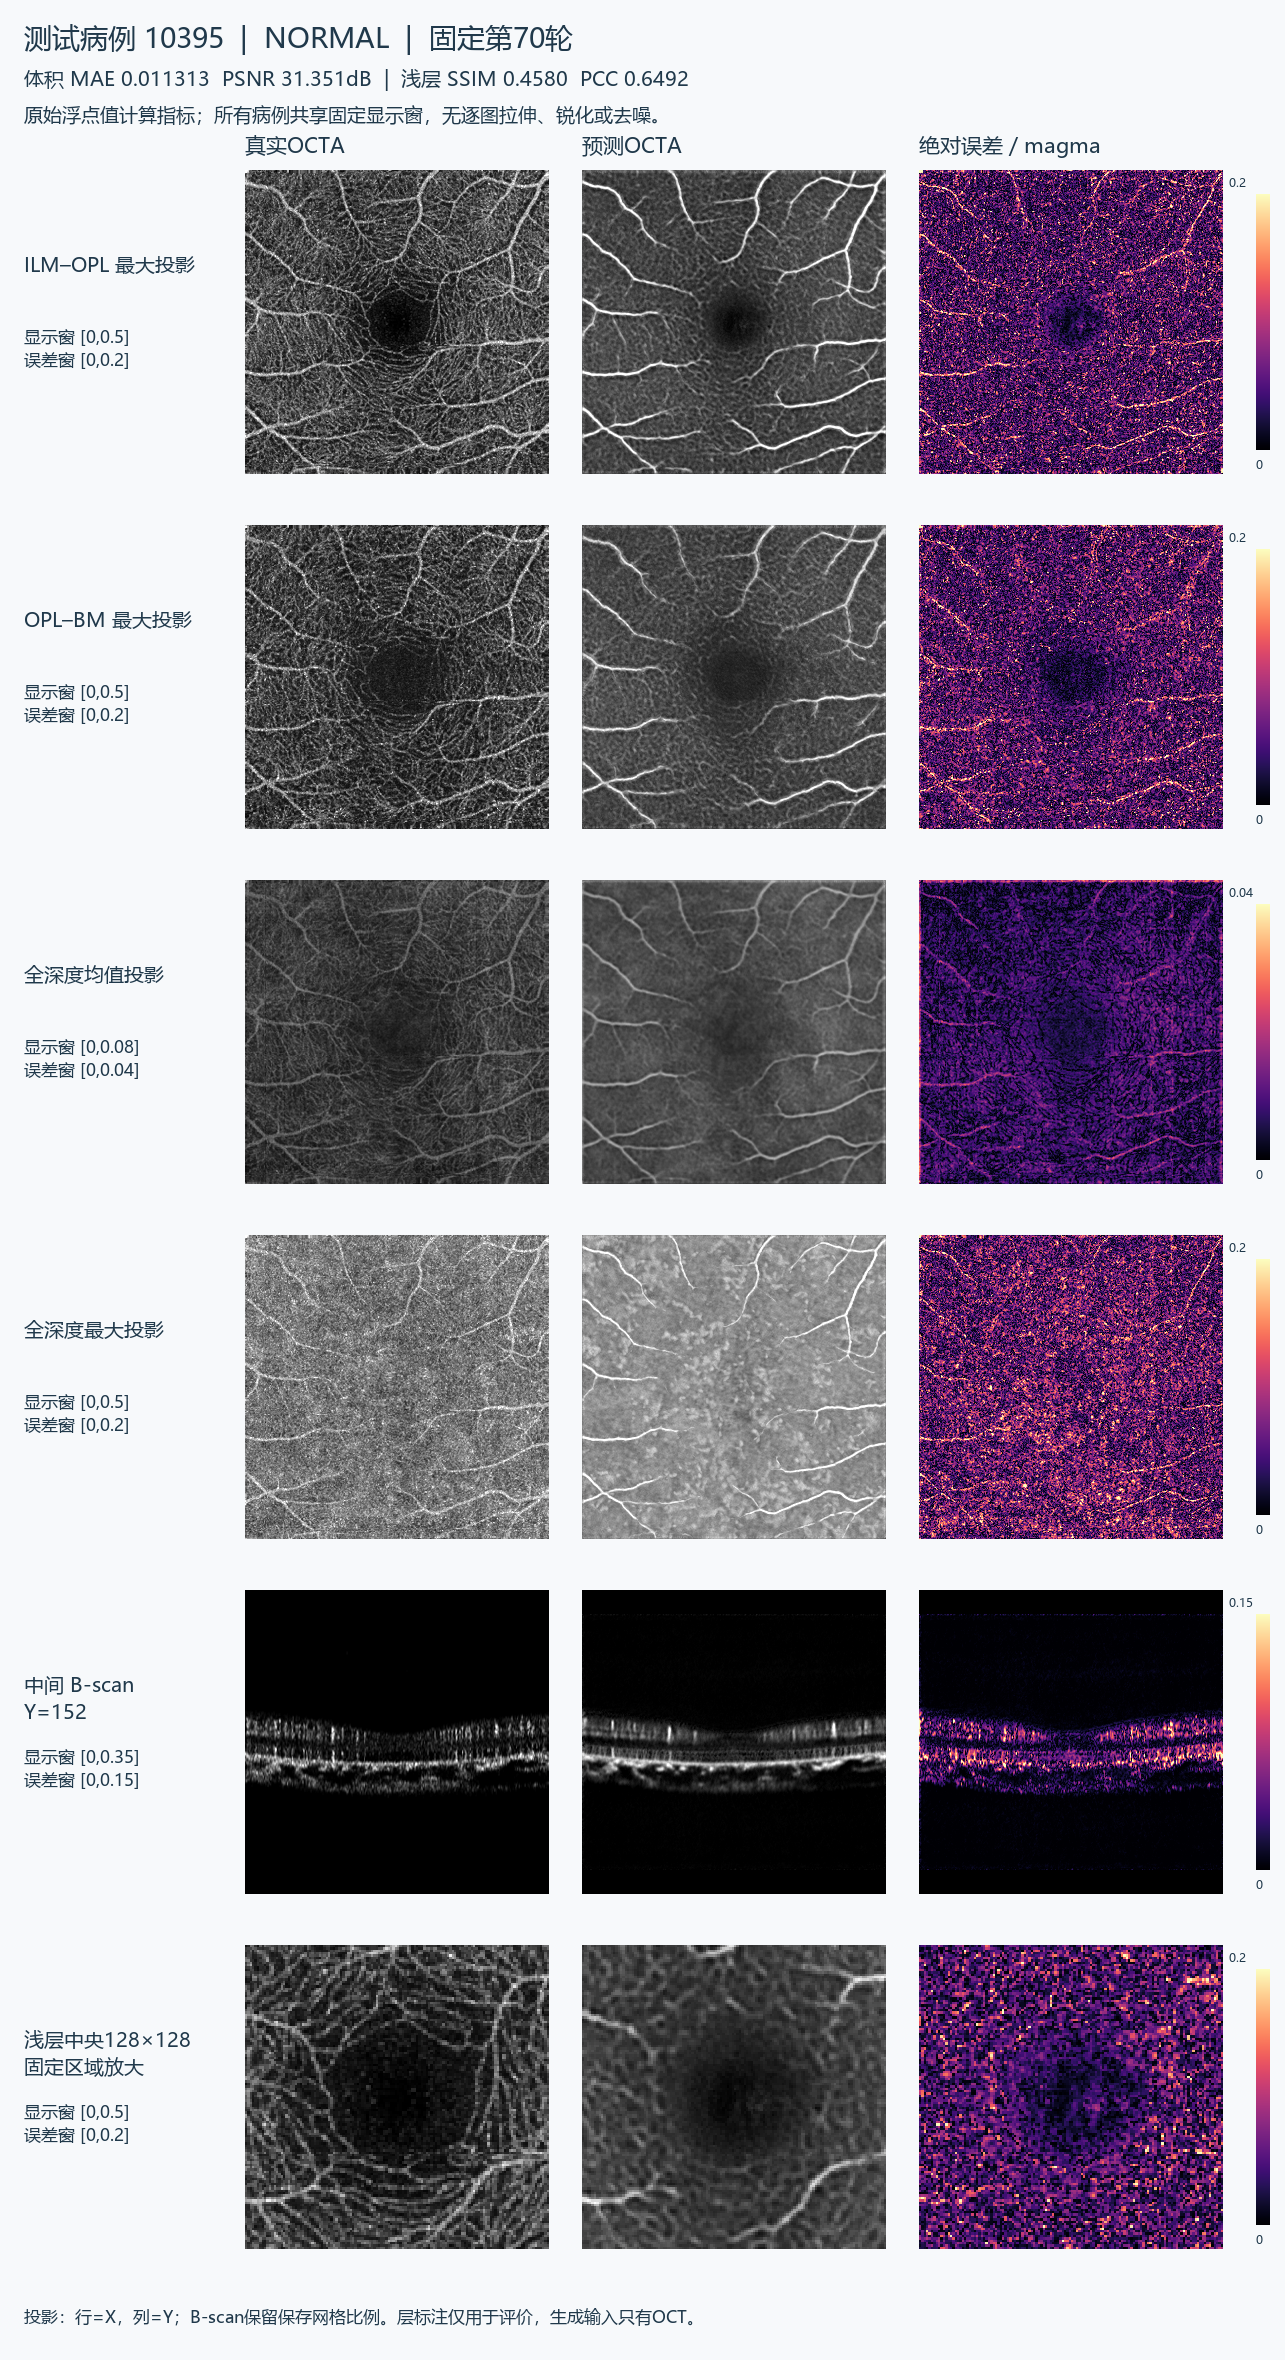 测试病例 10395 | NORMAL | 固定第70轮
体积 MAE 0.011313 PSNR 31.351dB | 浅层 SSIM 0.4580 PCC 0.6492
原始浮点值计算指标；所有病例共享固定显示窗，无逐图拉伸、锐化或去噪。
真实OCTA 预测OCTA 绝对误差 / magma
ILM–OPL 最大投影
显示窗 [0,0.5]
误差窗 [0,0.2]
0.2
0
OPL–BM 最大投影
显示窗 [0,0.5]
误差窗 [0,0.2]
0.2
0
全深度均值投影
显示窗 [0,0.08]
误差窗 [0,0.04]
0.04
0
全深度最大投影
显示窗 [0,0.5]
误差窗 [0,0.2]
0.2
0
中间 B-scan
Y=152
显示窗 [0,0.35]
误差窗 [0,0.15]
0.15
0
浅层中央128×128
固定区域放大
显示窗 [0,0.5]
误差窗 [0,0.2]
0.2
0
投影：行=X，列=Y；B-scan保留保存网格比例。层标注仅用于评价，生成输入只有OCT。